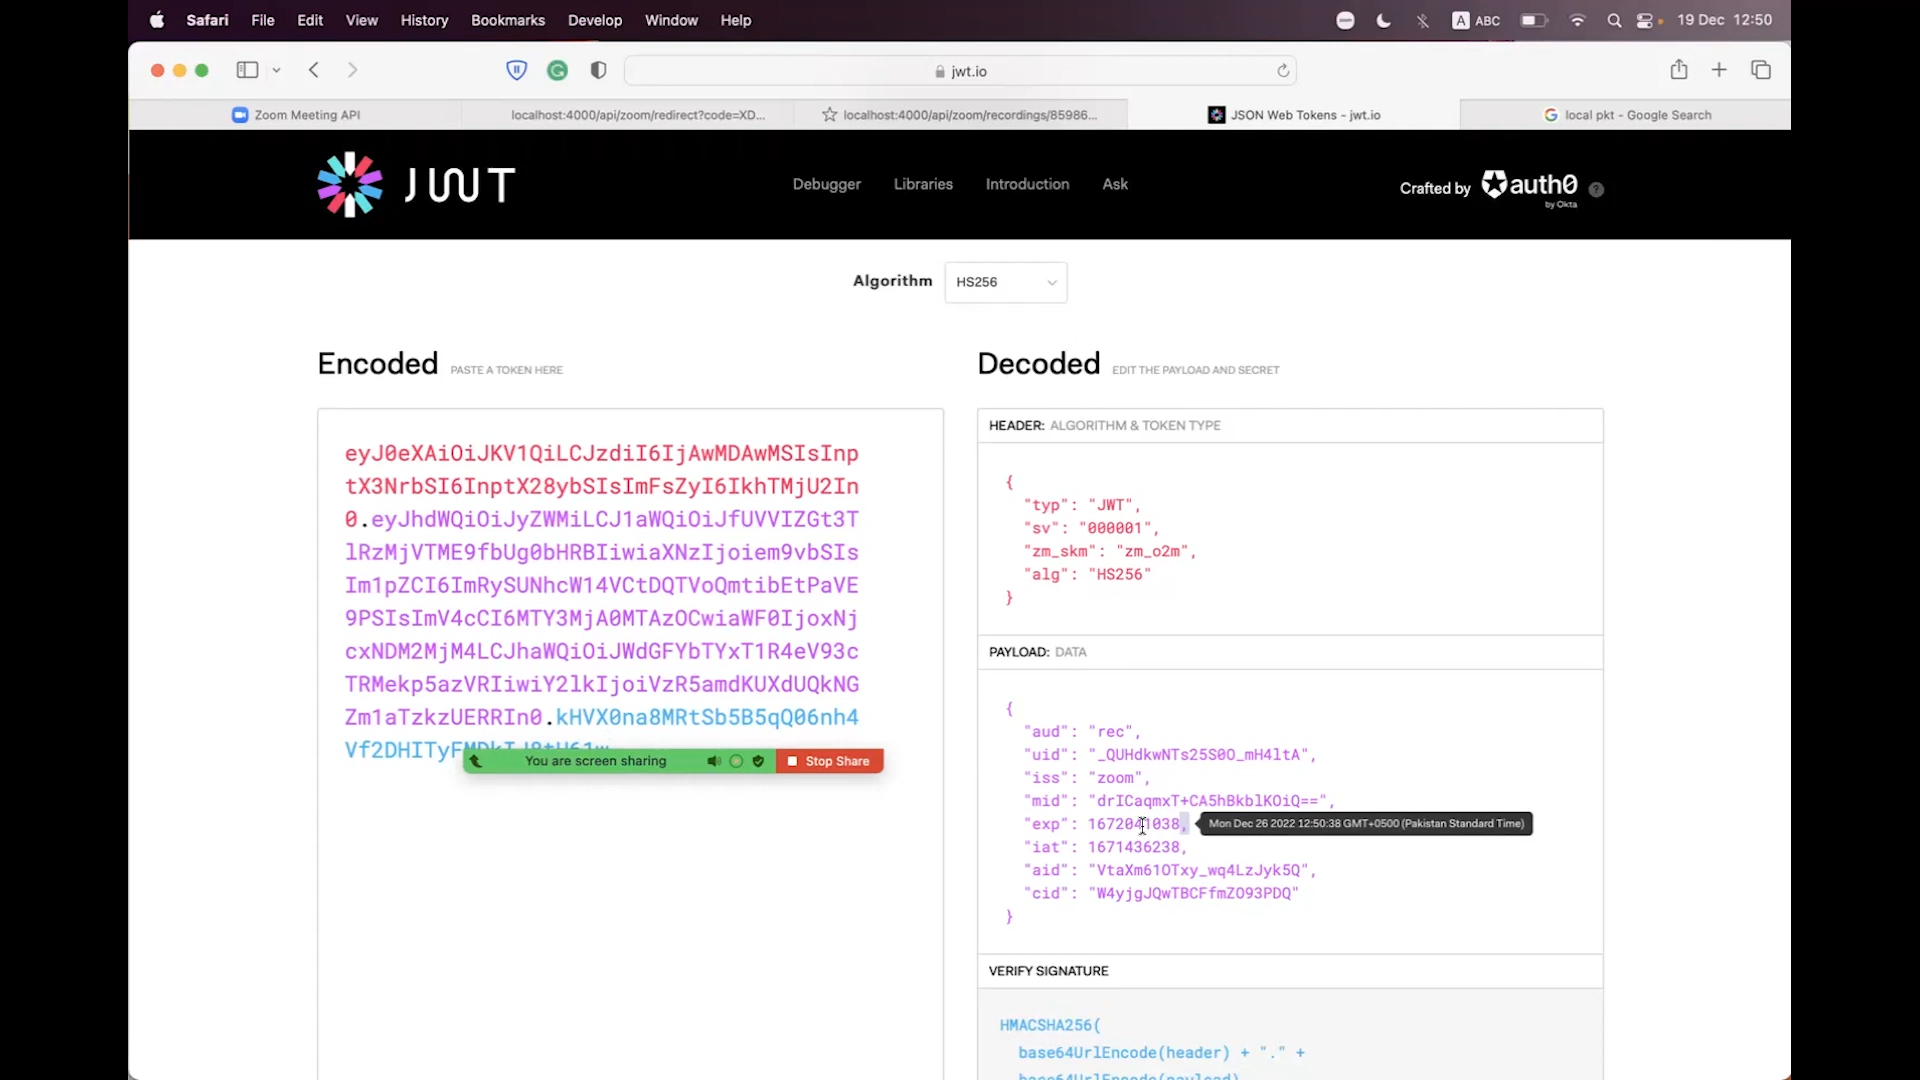 Safari File Edit View History Bookmarks Develop Window Help A ABC 19 Dec 12:50
jwt.io
Zoom Meeting API localhost:4000/api/zoom/redirect?code=XD... localhost:4000/api/zoom/recordings/85986... JSON Web Tokens - jwt.io local pkt - Google Search
JWT Debugger Libraries Introduction Ask Crafted by auth0 ?
by Okta
Algorithm HS256
Encoded PASTE A TOKEN HERE
Decoded EDIT THE PAYLOAD AND SECRET
eyJ0eXAiOiJKV1QiLCJzdiI6IjAwMDAwMSIsInp
tX3NrbSI6InptX28ybSIsImFsZyI6IkhTMjU2In
0.eyJhdWQiOiJyZWMiLCJ1aWQiOiJfUVVIZGt3T
lRzMjVTME9fbUg0bHRBIiwiaXNzIjoiem9vbSIs
Im1pZCI6ImRySUNhcW14VCtDQTVoQmtibEtPaVE
9PSIsImV4cCI6MTY3MjA0MTAzOCwiaWF0IjoxNj
cxNDM2MjM4LCJhaWQiOiJWdGFYbTYxT1R4eV93c
TRMekp5azVRIiwiY2lkIjoiVzR5amdKUXdUQkNG
Zm1aTzkzUERRIn0.kHVX0na8MRtSb5B5qQ06nh4
You are screen sharing Stop Share
HEADER: ALGORITHM & TOKEN TYPE
{
"typ": "JWT",
"sv": "000001",
"zm_skm": "zm_o2m",
"alg": "HS256"
}
PAYLOAD: DATA
{
"aud": "rec",
"uid": "_QUHdkwNTs25S0O_mH4ltA",
"iss": "zoom",
"mid": "drICaqmxT+CA5hBkblKOiQ==",
"exp": 1672041038, Mon Dec 26 2022 12:50:38 GMT+0500 (Pakistan Standard Time)
"iat": 1671436238,
"aid": "VtaXm61OTxy_wq4LzJyk5Q",
"cid": "W4yjgJQwTBCFfmZO93PDQ"
}
VERIFY SIGNATURE
HMACSHA256(
base64UrlEncode(header) + "." +